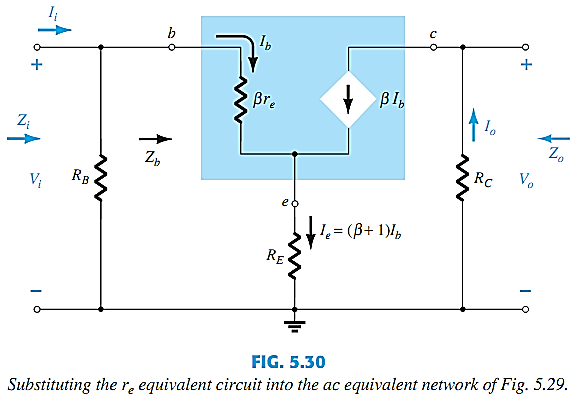 I_i
b
c
I_b
+
+
βr_e
βI_b
Z_i
Z_b
I_o
Z_o
V_i
R_B
R_C
V_o
e
I_e = (β + 1)I_b
R_E
–
–
FIG. 5.30
Substituting the r_e equivalent circuit into the ac equivalent network of Fig. 5.29.